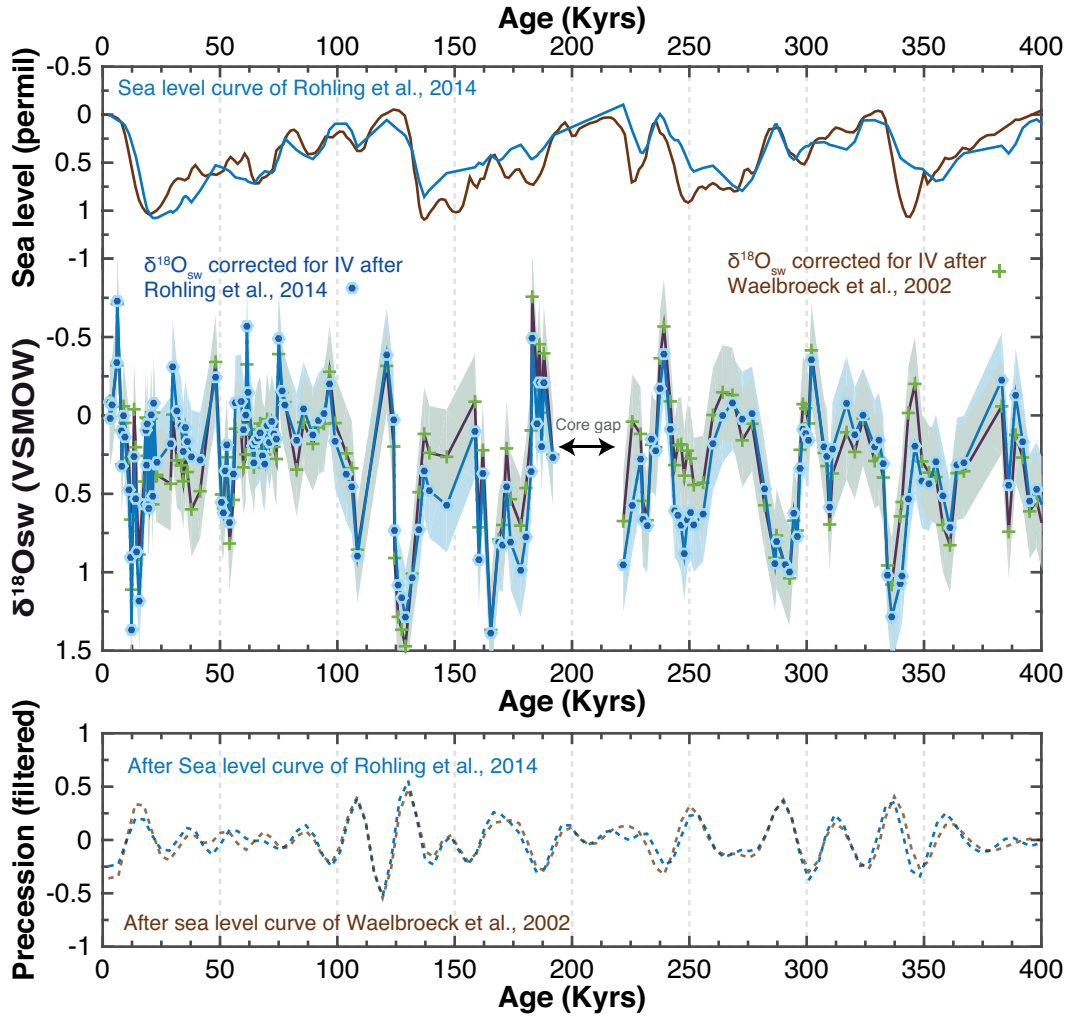 Age (Kyrs)
0 50 100 150 200 250 300 350 400
Sea level (permil)
-0.5
0
0.5
1
Sea level curve of Rohling et al., 2014
δ¹⁸Osw (VSMOW)
-1
-0.5
0
0.5
1
1.5
δ¹⁸Osw corrected for IV after
Rohling et al., 2014
δ¹⁸Osw corrected for IV after
Waelbroeck et al., 2002
Core gap
0 50 100 150 200 250 300 350 400
Age (Kyrs)
Precession (filtered)
1
0.5
0
-0.5
-1
After Sea level curve of Rohling et al., 2014
After sea level curve of Waelbroeck et al., 2002
0 50 100 150 200 250 300 350 400
Age (Kyrs)